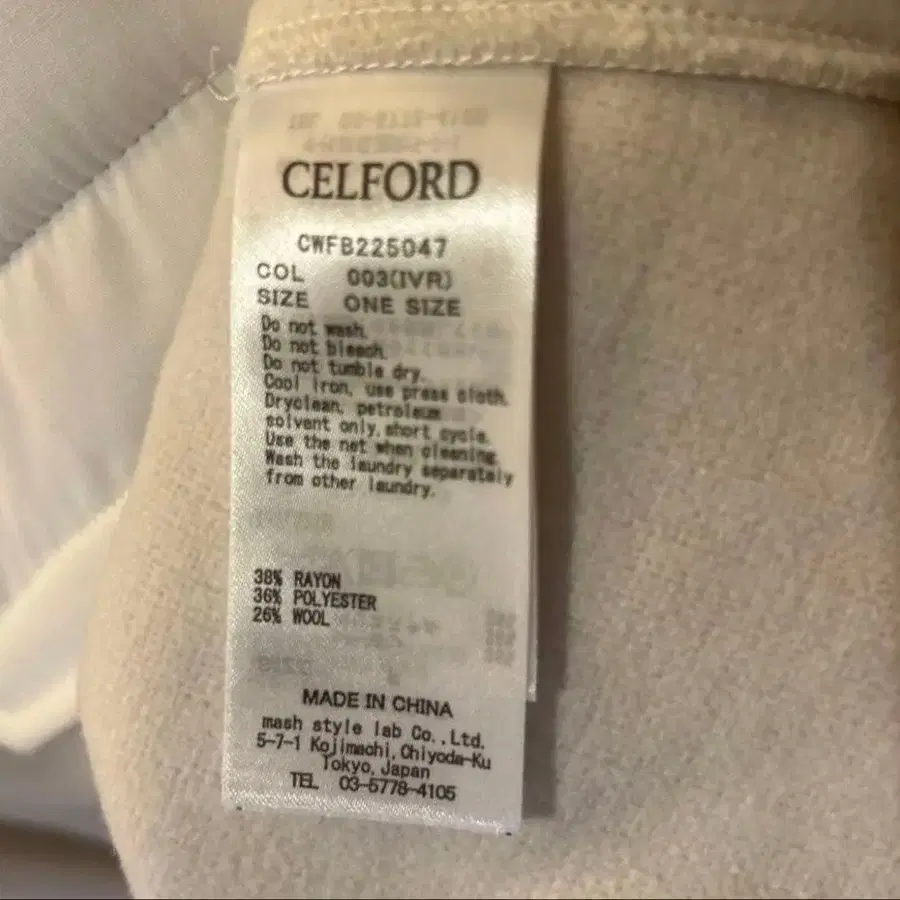 CELFORD
CWFB225047
COL 003(IVR)
SIZE ONE SIZE
Do not wash.
Do not bleach.
Do not tumble dry.
Cool iron, use press cloth.
Dryclean, petroleum
solvent only, short cycle.
Use the net when cleaning.
Wash the laundry separately
from other laundry.
38% RAYON
36% POLYESTER
26% WOOL
MADE IN CHINA
mash style lab Co.,Ltd.
5-7-1 Kojimachi, Chiyoda-Ku
Tokyo, Japan
TEL 03-5778-4105